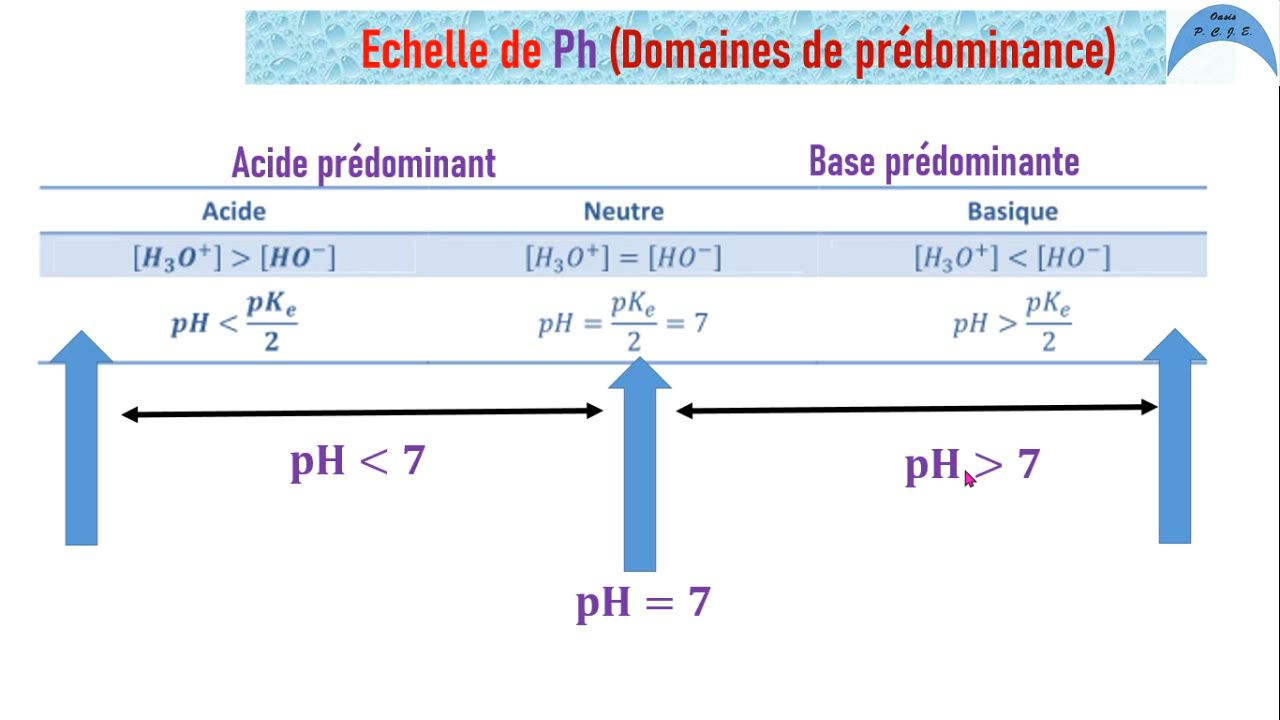 Echelle de Ph (Domaines de prédominance)
Oasis
P. C. J. E.
Acide prédominant
Base prédominante
Acide Neutre Basique
[H₃O⁺] > [HO⁻] [H₃O⁺] = [HO⁻] [H₃O⁺] < [HO⁻]
pH < pKₑ/2 pH = pKₑ/2 = 7 pH > pKₑ/2
pH < 7
pH > 7
pH = 7